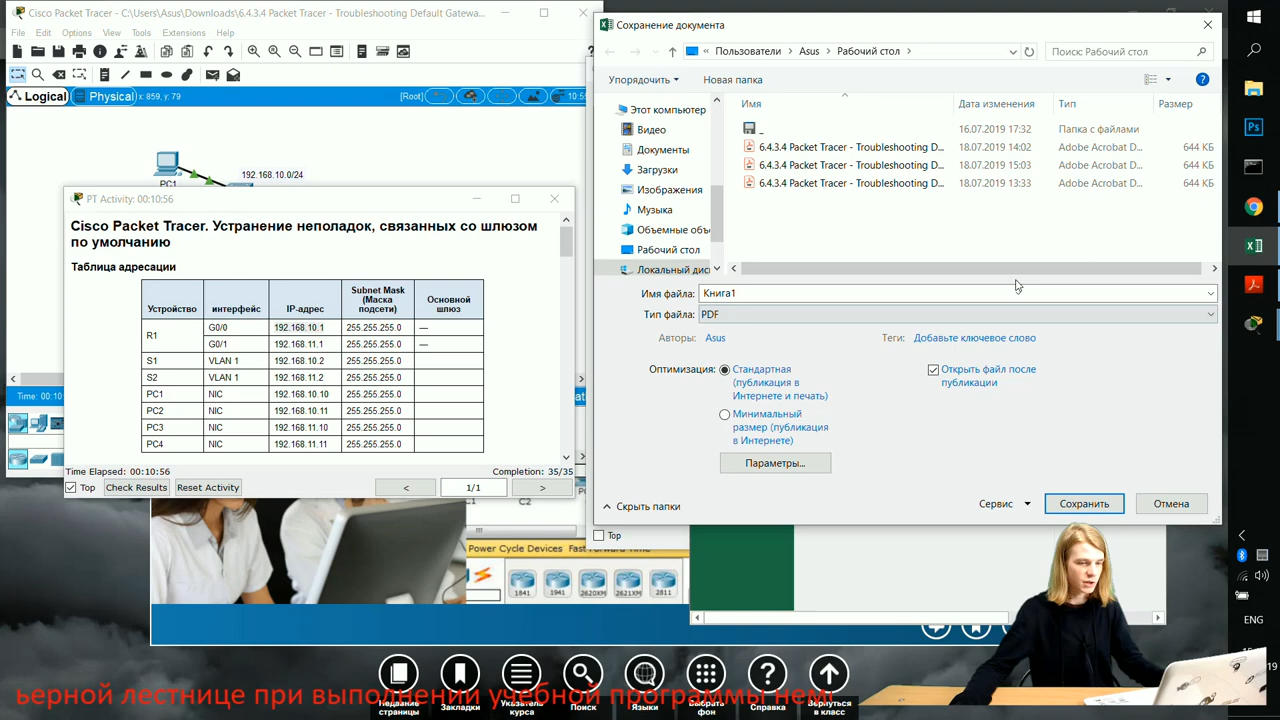 Cisco Packet Tracer - C:\Users\Asus\Downloads\6.4.3.4 Packet Tracer - Troubleshooting Default Gatewa...
File Edit Options View Tools Extensions Help
Logical Physical x: 859, y: 79 [Root]
192.168.10.0/24
PC1
PT Activity: 00:10:56
Cisco Packet Tracer. Устранение неполадок, связанных со шлюзом
по умолчанию
Таблица адресации
Устройство интерфейс IP-адрес Subnet Mask (Маска подсети) Основной шлюз
R1 G0/0 192.168.10.1 255.255.255.0 —
G0/1 192.168.11.1 255.255.255.0 —
S1 VLAN 1 192.168.10.2 255.255.255.0
S2 VLAN 1 192.168.11.2 255.255.255.0
PC1 NIC 192.168.10.10 255.255.255.0
PC2 NIC 192.168.10.11 255.255.255.0
PC3 NIC 192.168.11.10 255.255.255.0
PC4 NIC 192.168.11.11 255.255.255.0
Time Elapsed: 00:10:56 Completion: 35/35
Top Check Results Reset Activity < 1/1 >
Time: 00:10
C2
Power Cycle Devices Fast Forward Time
1841 1941 2620XM 2621XM 2811
Top
Сохранение документа
« Пользователи > Asus > Рабочий стол > Поиск: Рабочий стол
Упорядочить Новая папка
Этот компьютер
Видео
Документы
Загрузки
Изображения
Музыка
Объемные объ
Рабочий стол
Локальный дис
Имя Дата изменения Тип Размер
_ 16.07.2019 17:32 Папка с файлами
6.4.3.4 Packet Tracer - Troubleshooting D... 18.07.2019 14:02 Adobe Acrobat D... 644 КБ
6.4.3.4 Packet Tracer - Troubleshooting D... 18.07.2019 15:03 Adobe Acrobat D... 644 КБ
6.4.3.4 Packet Tracer - Troubleshooting D... 18.07.2019 13:33 Adobe Acrobat D... 644 КБ
Имя файла: Книга1
Тип файла: PDF
Авторы: Asus Теги: Добавьте ключевое слово
Оптимизация: Стандартная
(публикация в
Интернете и печать)
Минимальный
размер (публикация
в Интернете)
Открыть файл после
публикации
Параметры...
Скрыть папки Сервис Сохранить Отмена
ENG
Недавние страницы
Закладки
Указатель курса
Поиск
Языки
Выбрать фон
Справка
Вернуться в класс
ьерной лестнице при выполнении учебной программы нем